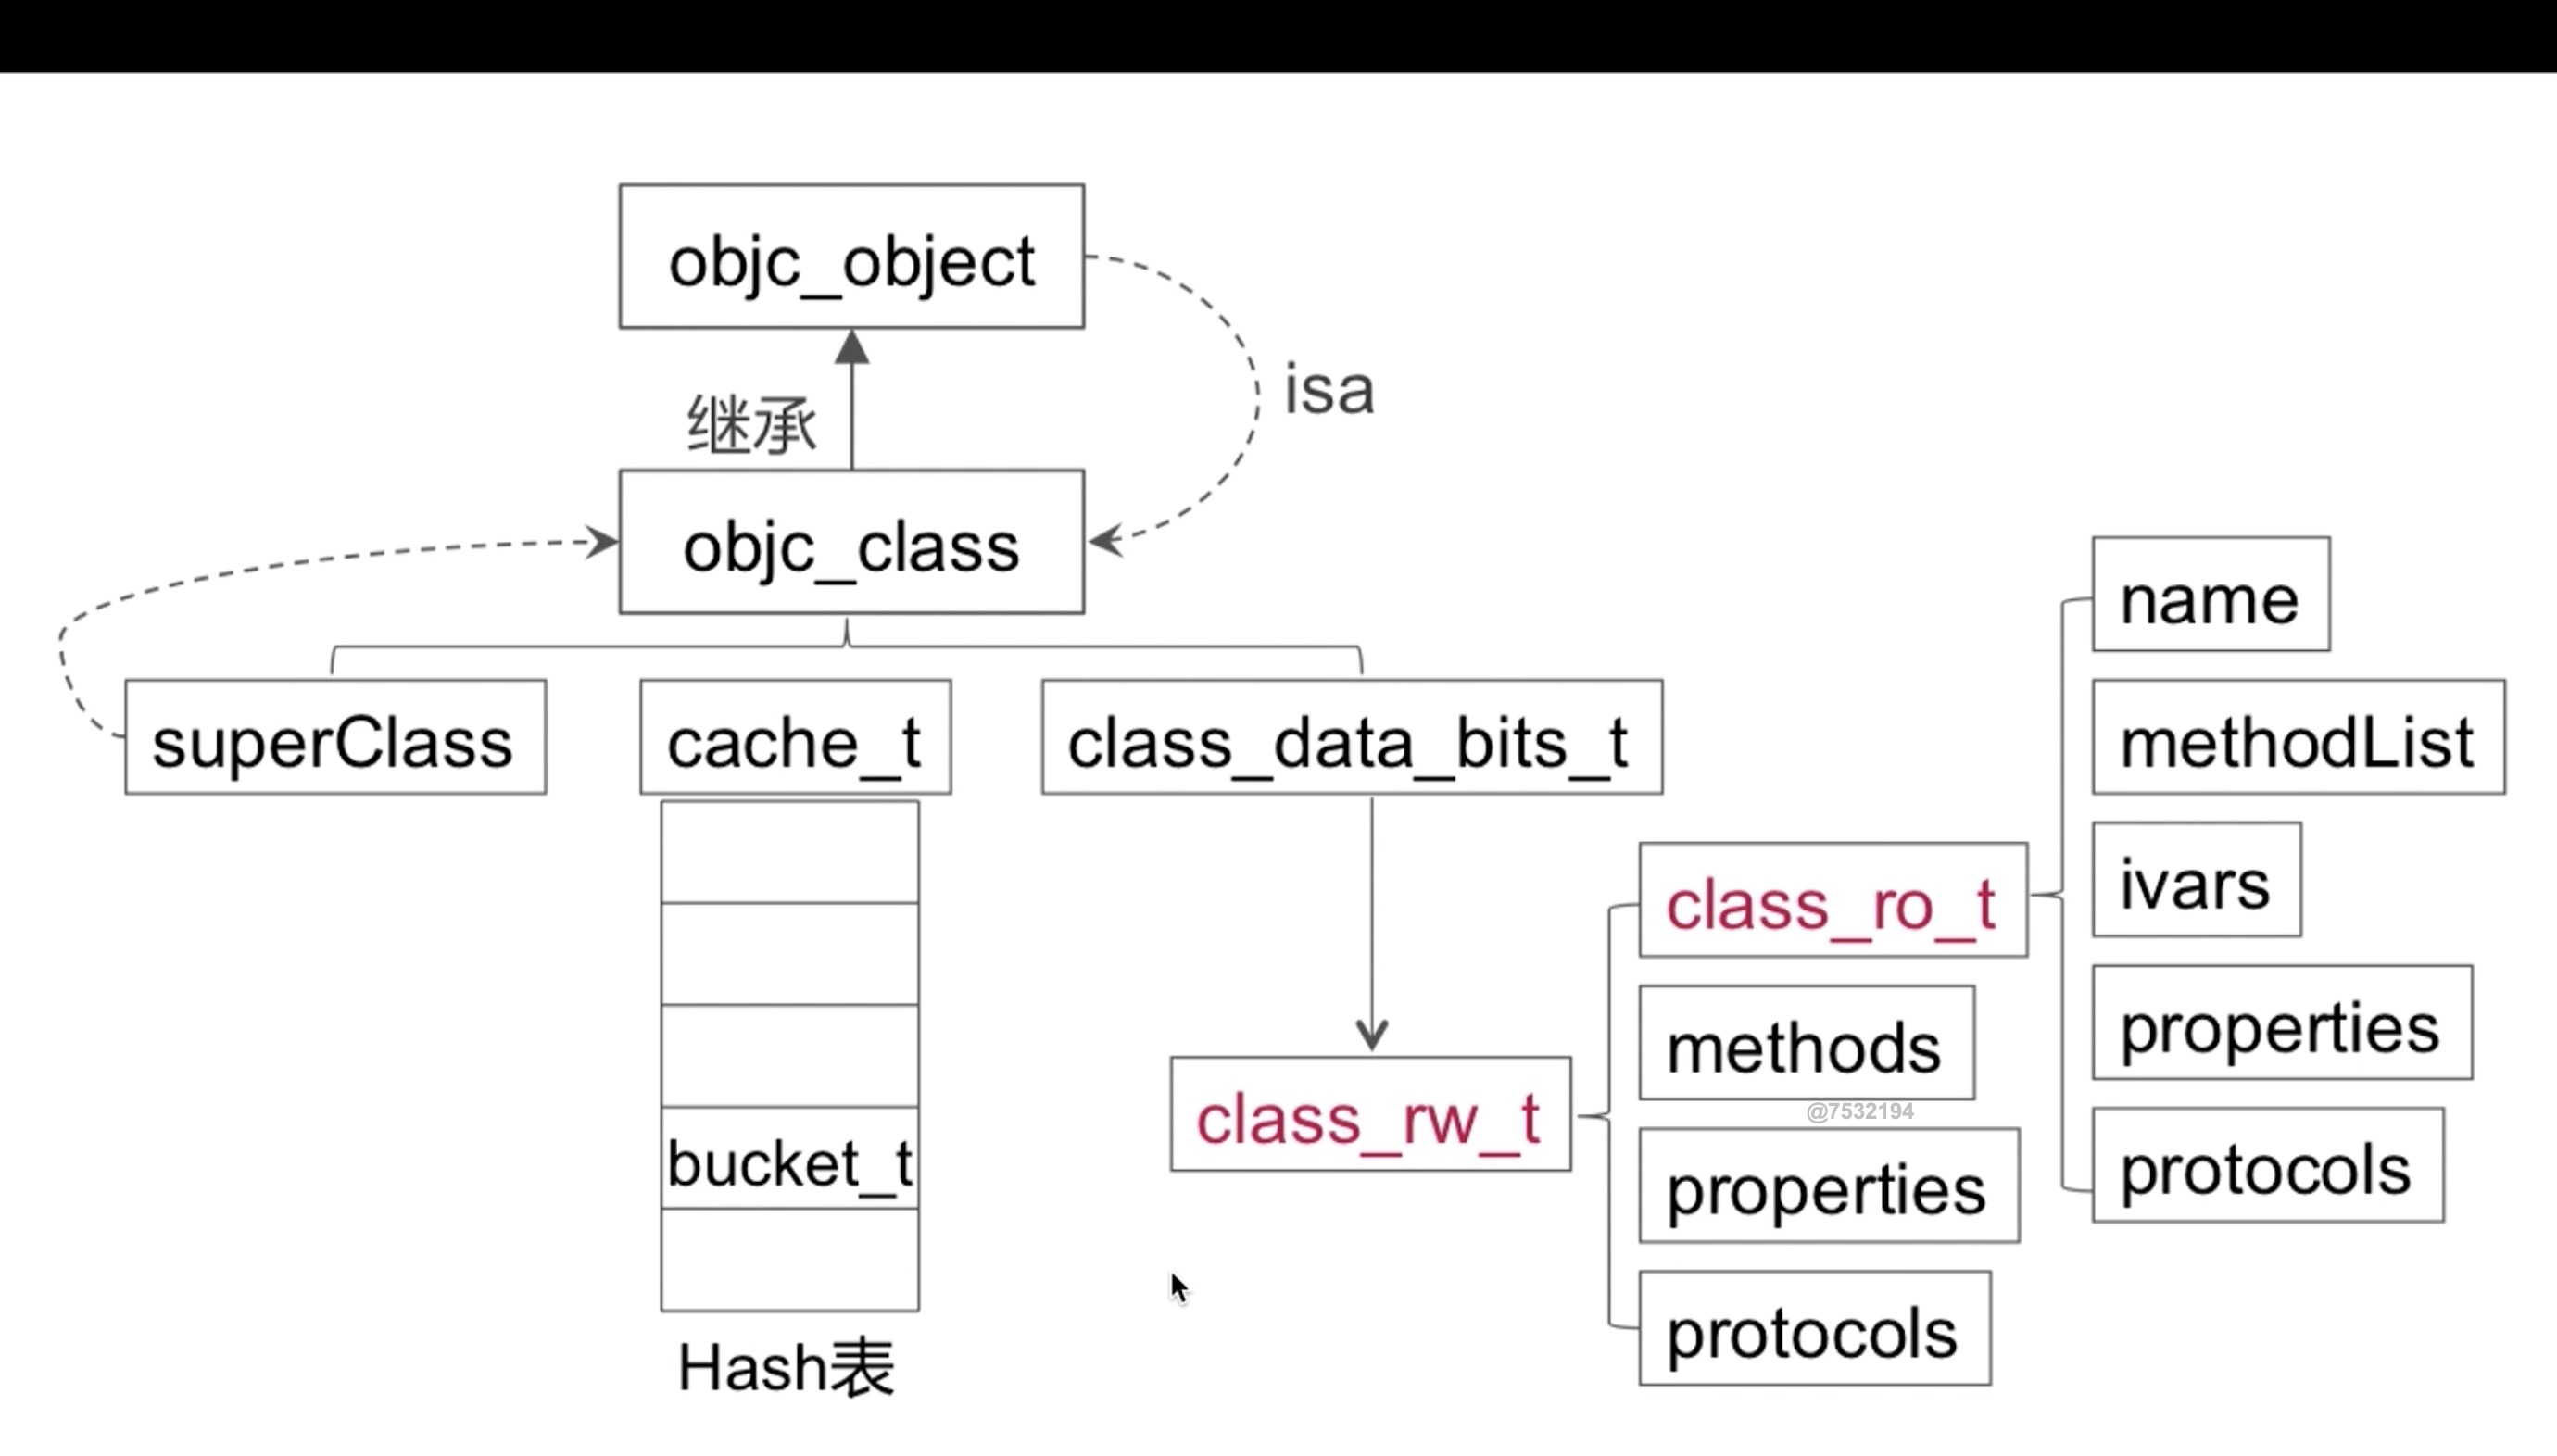 objc_object
isa
继承
objc_class
superClass
cache_t
class_data_bits_t
bucket_t
Hash表
class_rw_t
class_ro_t
methods
@7532194
properties
protocols
name
methodList
ivars
properties
protocols